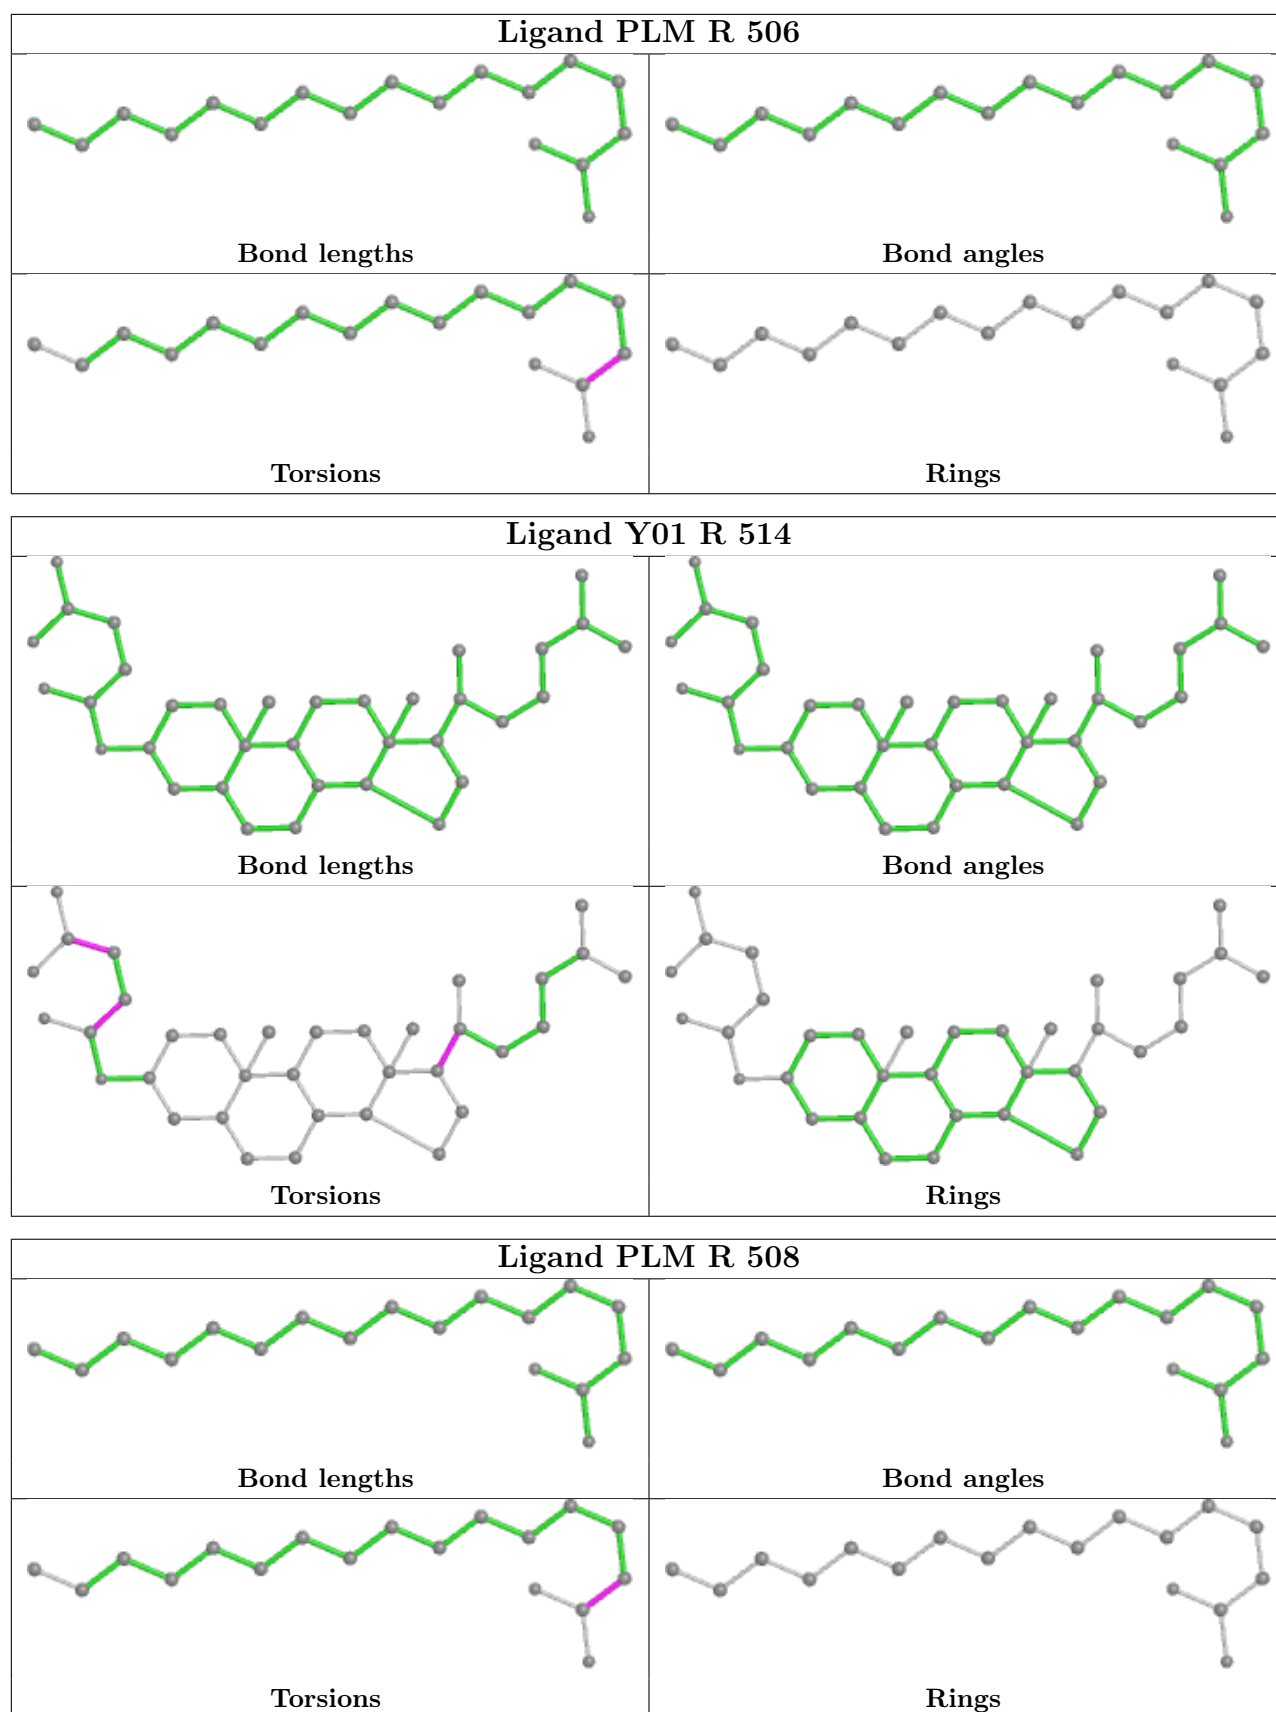 Ligand PLM R 506
Bond lengths
Bond angles
Torsions
Rings
Ligand Y01 R 514
Bond lengths
Bond angles
Torsions
Rings
Ligand PLM R 508
Bond lengths
Bond angles
Torsions
Rings